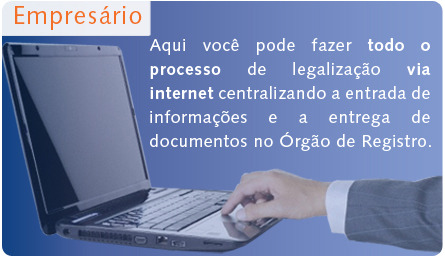 Empresário
Aqui você pode fazer todo o
processo de legalização via
internet centralizando a entrada de
informações e a entrega de
documentos no Órgão de Registro.